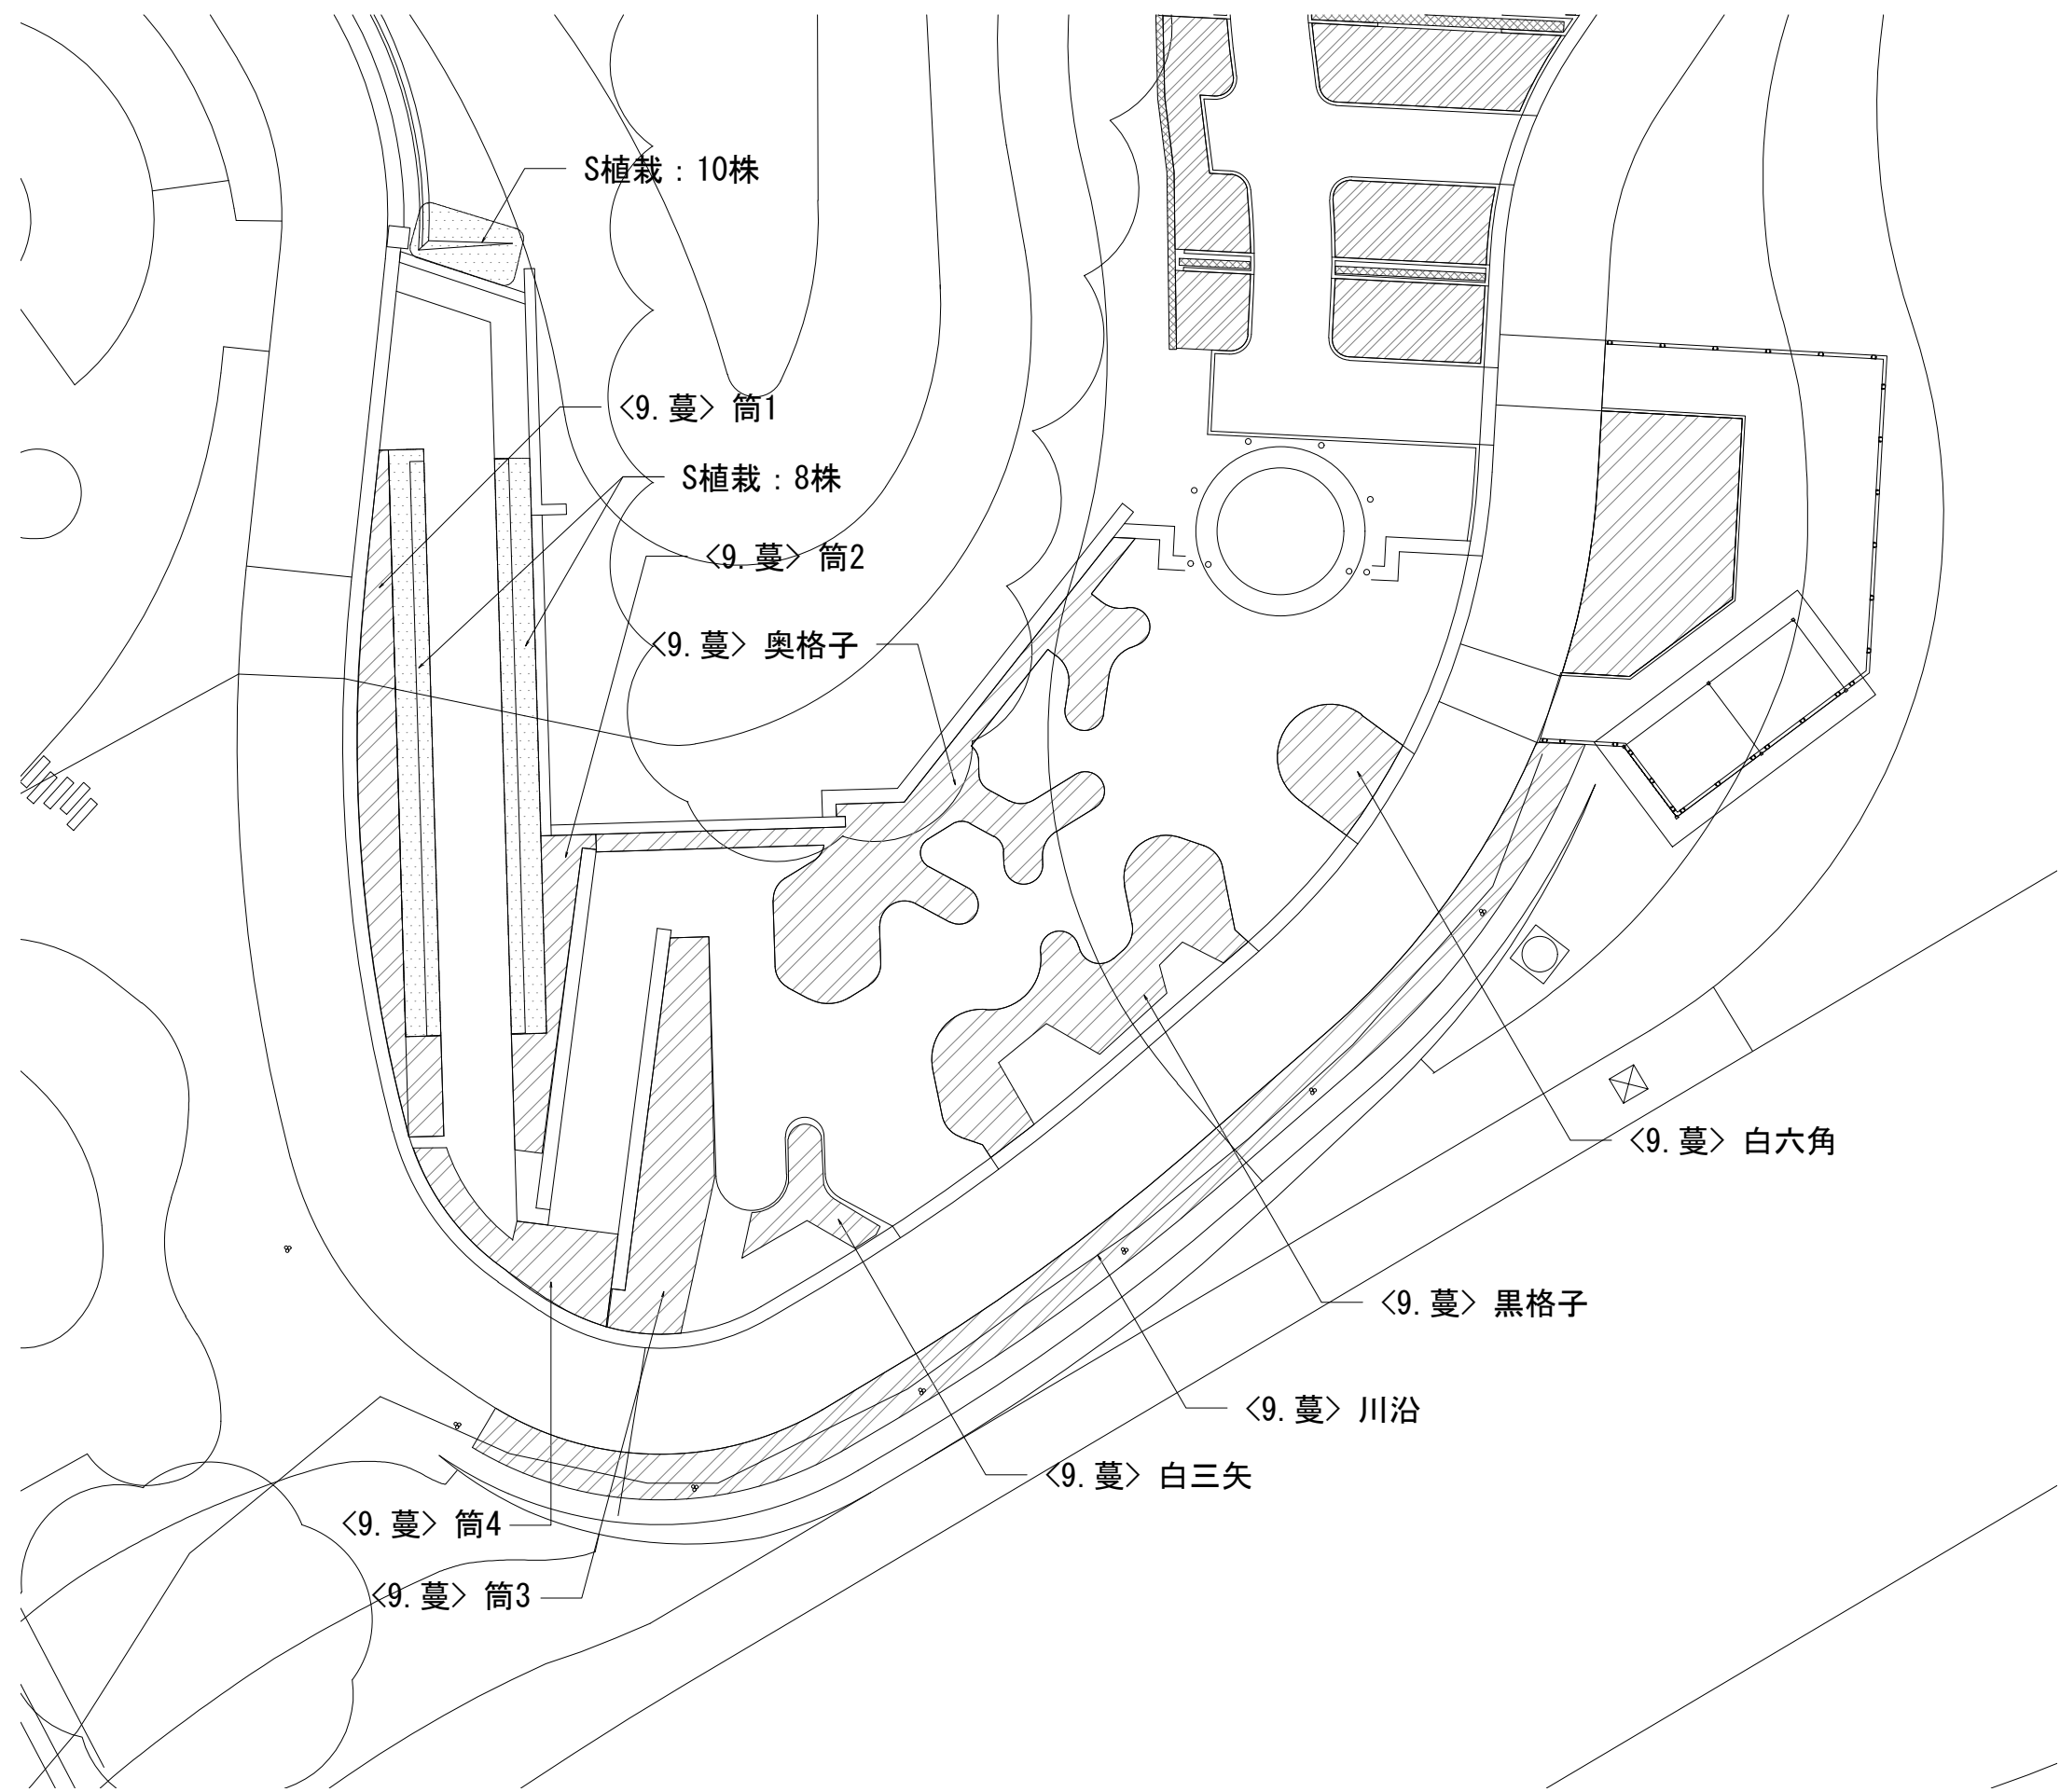 S植栽：10株
<9.蔓> 筒1
S植栽：8株
<9.蔓> 筒2
<9.蔓> 奥格子
<9.蔓> 白六角
<9.蔓> 黒格子
<9.蔓> 川沿
<9.蔓> 白三矢
<9.蔓> 筒4
<9.蔓> 筒3